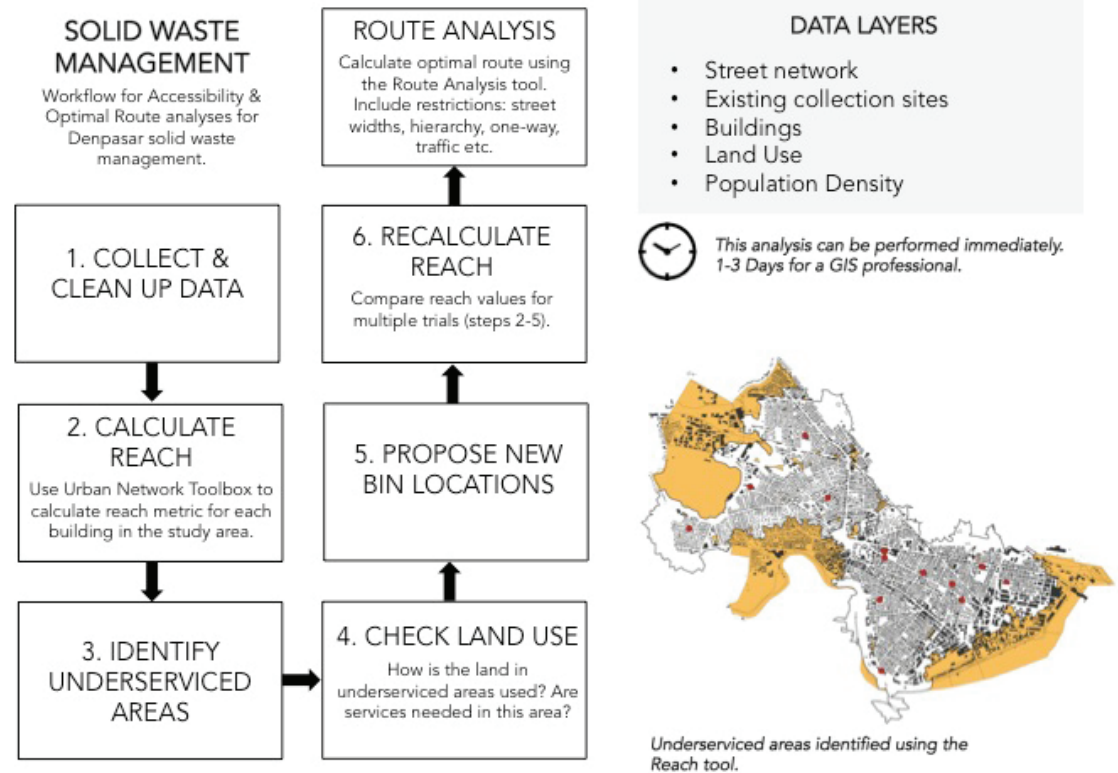 SOLID WASTE
MANAGEMENT
Workflow for Accessibility &
Optimal Route analyses for
Denpasar solid waste
management.
1. COLLECT &
CLEAN UP DATA
2. CALCULATE
REACH
Use Urban Network Toolbox to
calculate reach metric for each
building in the study area.
3. IDENTIFY
UNDERSERVICED
AREAS
4. CHECK LAND USE
How is the land in
underserviced areas used? Are
services needed in this area?
5. PROPOSE NEW
BIN LOCATIONS
6. RECALCULATE
REACH
Compare reach values for
multiple trials (steps 2-5).
ROUTE ANALYSIS
Calculate optimal route using
the Route Analysis tool.
Include restrictions: street
widths, hierarchy, one-way,
traffic etc.
DATA LAYERS
• Street network
• Existing collection sites
• Buildings
• Land Use
• Population Density
This analysis can be performed immediately.
1-3 Days for a GIS professional.
Underserviced areas identified using the
Reach tool.